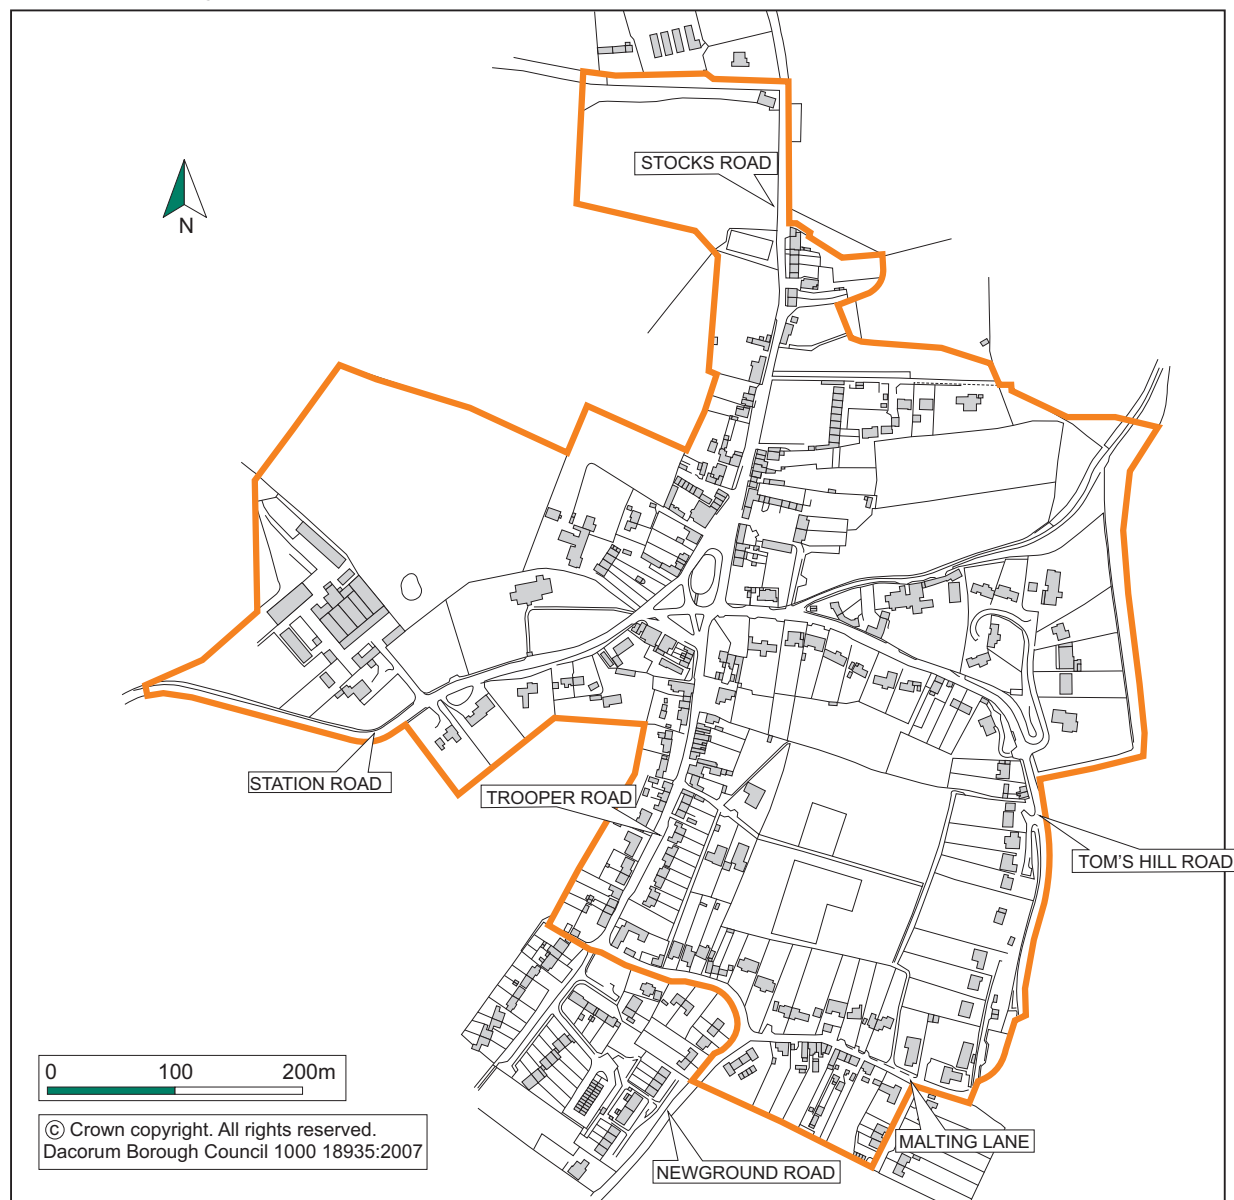 STOCKS ROAD
N
STATION ROAD
TROOPER ROAD
TOM'S HILL ROAD
0 100 200m
© Crown copyright. All rights reserved.
Dacorum Borough Council 1000 18935:2007
MALTING LANE
NEWGROUND ROAD